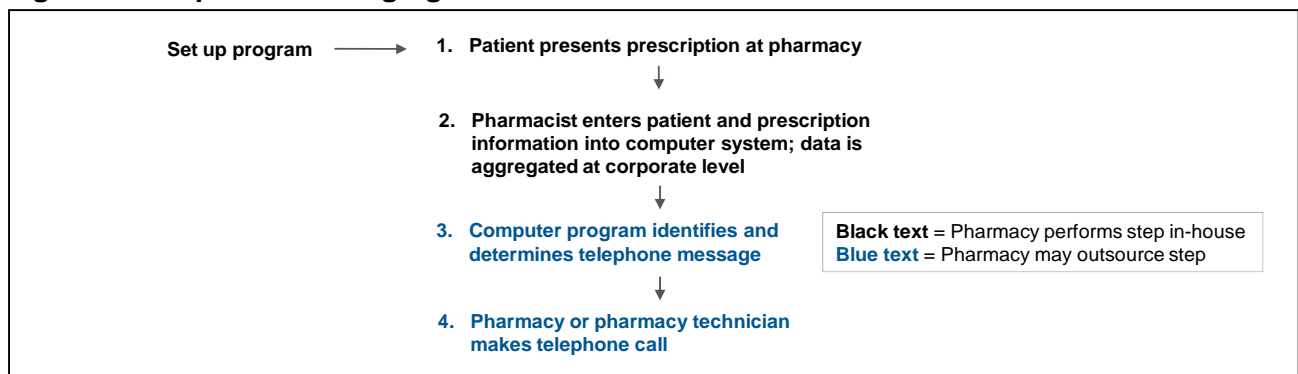 Set up program
1. Patient presents prescription at pharmacy
2. Pharmacist enters patient and prescription
information into computer system; data is
aggregated at corporate level
3. Computer program identifies and
determines telephone message
Black text = Pharmacy performs step in-house
Blue text = Pharmacy may outsource step
4. Pharmacy or pharmacy technician
makes telephone call